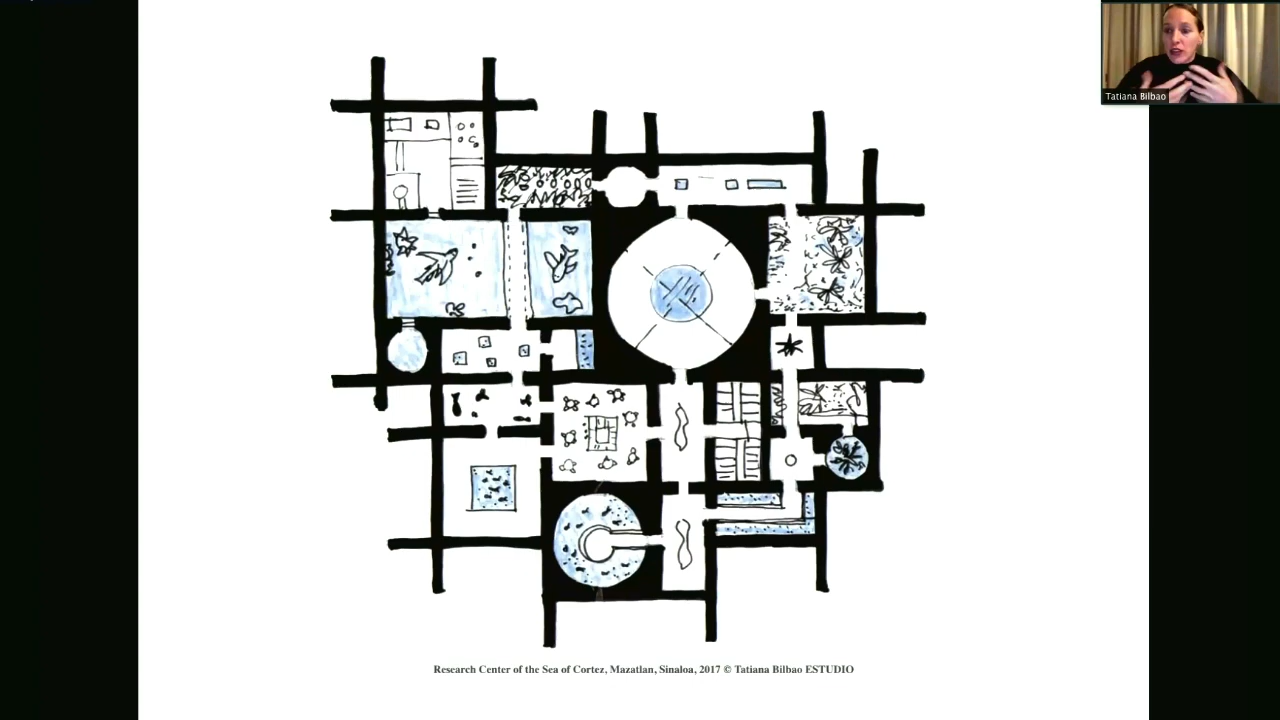 Tatiana Bilbao
Research Center of the Sea of Cortez, Mazatlan, Sinaloa, 2017 © Tatiana Bilbao ESTUDIO